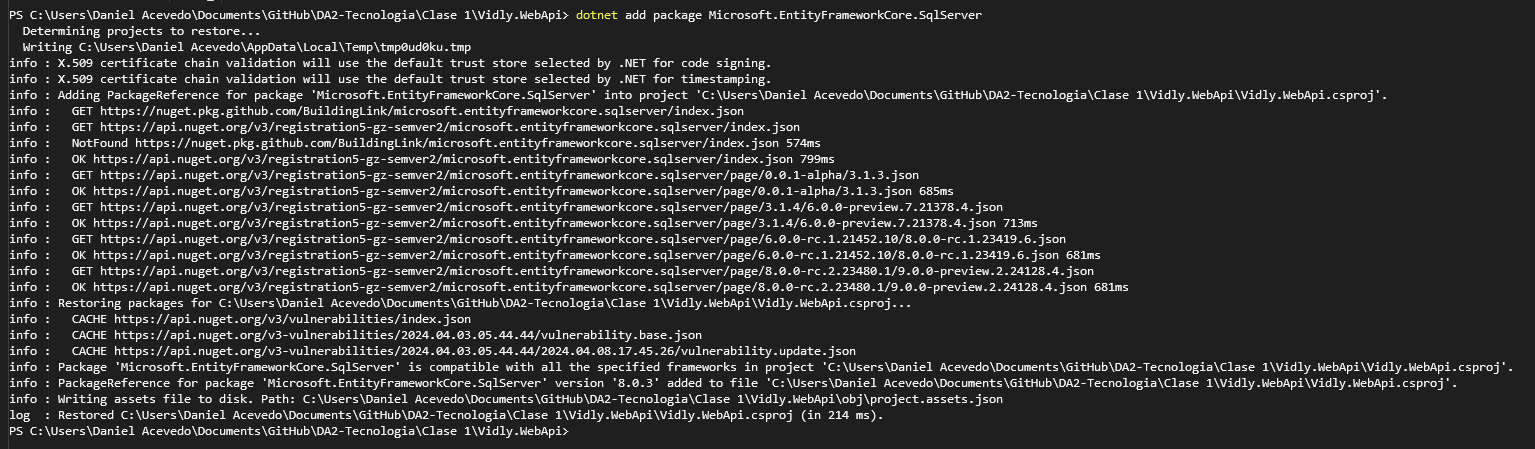 PS C:\Users\Daniel Acevedo\Documents\GitHub\DA2-Tecnologia\Clase 1\Vidly.WebApi> dotnet add package Microsoft.EntityFrameworkCore.SqlServer
  Determining projects to restore...
  Writing C:\Users\Daniel Acevedo\AppData\Local\Temp\tmp0ud0ku.tmp
info : X.509 certificate chain validation will use the default trust store selected by .NET for code signing.
info : X.509 certificate chain validation will use the default trust store selected by .NET for timestamping.
info : Adding PackageReference for package 'Microsoft.EntityFrameworkCore.SqlServer' into project 'C:\Users\Daniel Acevedo\Documents\GitHub\DA2-Tecnologia\Clase 1\Vidly.WebApi\Vidly.WebApi.csproj'.
info :   GET https://nuget.pkg.github.com/BuildingLink/microsoft.entityframeworkcore.sqlserver/index.json
info :   GET https://api.nuget.org/v3/registration5-gz-semver2/microsoft.entityframeworkcore.sqlserver/index.json
info :   NotFound https://nuget.pkg.github.com/BuildingLink/microsoft.entityframeworkcore.sqlserver/index.json 574ms
info :   OK https://api.nuget.org/v3/registration5-gz-semver2/microsoft.entityframeworkcore.sqlserver/index.json 799ms
info :   GET https://api.nuget.org/v3/registration5-gz-semver2/microsoft.entityframeworkcore.sqlserver/page/0.0.1-alpha/3.1.3.json
info :   OK https://api.nuget.org/v3/registration5-gz-semver2/microsoft.entityframeworkcore.sqlserver/page/0.0.1-alpha/3.1.3.json 685ms
info :   GET https://api.nuget.org/v3/registration5-gz-semver2/microsoft.entityframeworkcore.sqlserver/page/3.1.4/6.0.0-preview.7.21378.4.json
info :   OK https://api.nuget.org/v3/registration5-gz-semver2/microsoft.entityframeworkcore.sqlserver/page/3.1.4/6.0.0-preview.7.21378.4.json 713ms
info :   GET https://api.nuget.org/v3/registration5-gz-semver2/microsoft.entityframeworkcore.sqlserver/page/6.0.0-rc.1.21452.10/8.0.0-rc.1.23419.6.json
info :   OK https://api.nuget.org/v3/registration5-gz-semver2/microsoft.entityframeworkcore.sqlserver/page/6.0.0-rc.1.21452.10/8.0.0-rc.1.23419.6.json 681ms
info :   GET https://api.nuget.org/v3/registration5-gz-semver2/microsoft.entityframeworkcore.sqlserver/page/8.0.0-rc.2.23480.1/9.0.0-preview.2.24128.4.json
info :   OK https://api.nuget.org/v3/registration5-gz-semver2/microsoft.entityframeworkcore.sqlserver/page/8.0.0-rc.2.23480.1/9.0.0-preview.2.24128.4.json 681ms
info : Restoring packages for C:\Users\Daniel Acevedo\Documents\GitHub\DA2-Tecnologia\Clase 1\Vidly.WebApi\Vidly.WebApi.csproj...
info :   CACHE https://api.nuget.org/v3/vulnerabilities/index.json
info :   CACHE https://api.nuget.org/v3-vulnerabilities/2024.04.03.05.44.44/vulnerability.base.json
info :   CACHE https://api.nuget.org/v3-vulnerabilities/2024.04.03.05.44.44/2024.04.08.17.45.26/vulnerability.update.json
info : Package 'Microsoft.EntityFrameworkCore.SqlServer' is compatible with all the specified frameworks in project 'C:\Users\Daniel Acevedo\Documents\GitHub\DA2-Tecnologia\Clase 1\Vidly.WebApi\Vidly.WebApi.csproj'.
info : PackageReference for package 'Microsoft.EntityFrameworkCore.SqlServer' version '8.0.3' added to file 'C:\Users\Daniel Acevedo\Documents\GitHub\DA2-Tecnologia\Clase 1\Vidly.WebApi\Vidly.WebApi.csproj'.
info : Writing assets file to disk. Path: C:\Users\Daniel Acevedo\Documents\GitHub\DA2-Tecnologia\Clase 1\Vidly.WebApi\obj\project.assets.json
log  : Restored C:\Users\Daniel Acevedo\Documents\GitHub\DA2-Tecnologia\Clase 1\Vidly.WebApi\Vidly.WebApi.csproj (in 214 ms).
PS C:\Users\Daniel Acevedo\Documents\GitHub\DA2-Tecnologia\Clase 1\Vidly.WebApi>